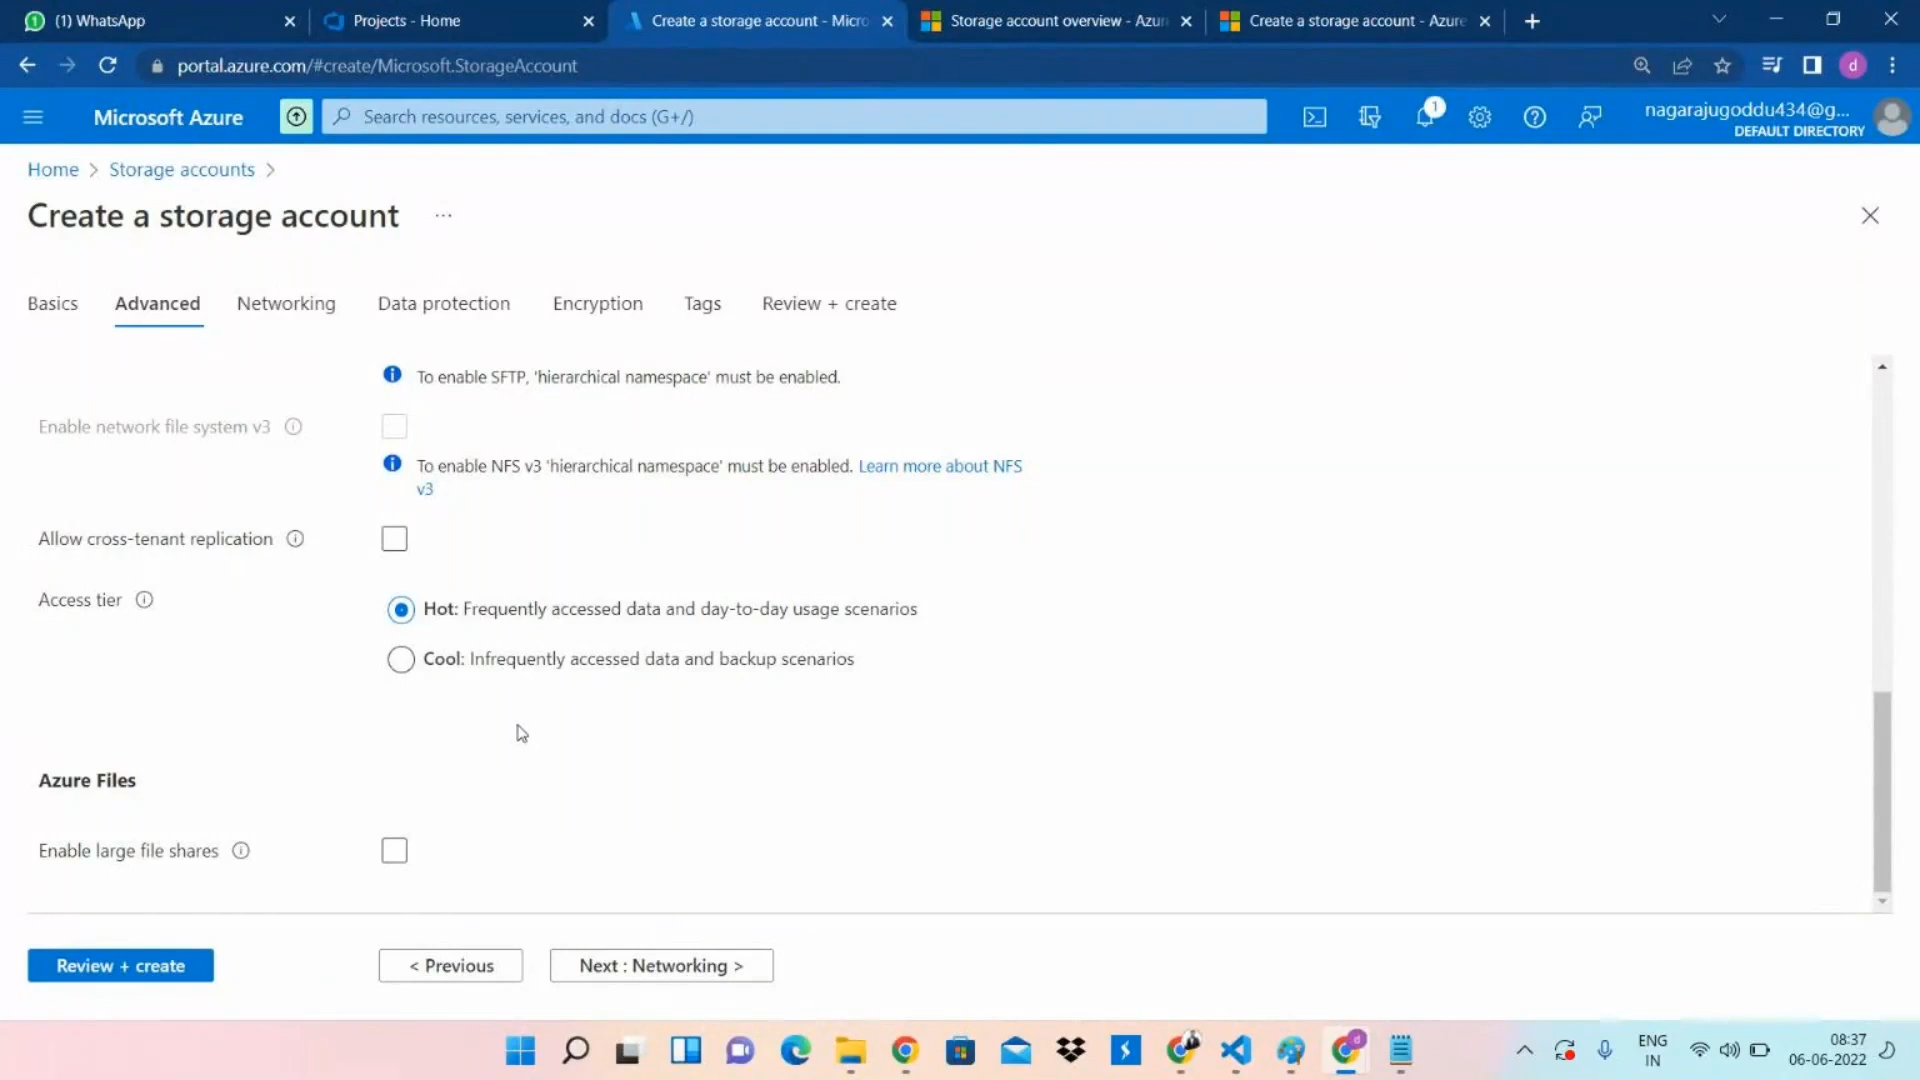 (1) WhatsApp
Projects - Home
Create a storage account - Micro
Storage account overview - Azur
Create a storage account - Azure
portal.azure.com/#create/Microsoft.StorageAccount
d
Microsoft Azure
Search resources, services, and docs (G+/)
1
nagarajugoddu434@g...
DEFAULT DIRECTORY
Home > Storage accounts >
Create a storage account ...
Basics Advanced Networking Data protection Encryption Tags Review + create
To enable SFTP, 'hierarchical namespace' must be enabled.
Enable network file system v3
To enable NFS v3 'hierarchical namespace' must be enabled. Learn more about NFS
v3
Allow cross-tenant replication
Access tier
Hot: Frequently accessed data and day-to-day usage scenarios
Cool: Infrequently accessed data and backup scenarios
Azure Files
Enable large file shares
Review + create
< Previous
Next : Networking >
ENG
IN
08:37
06-06-2022